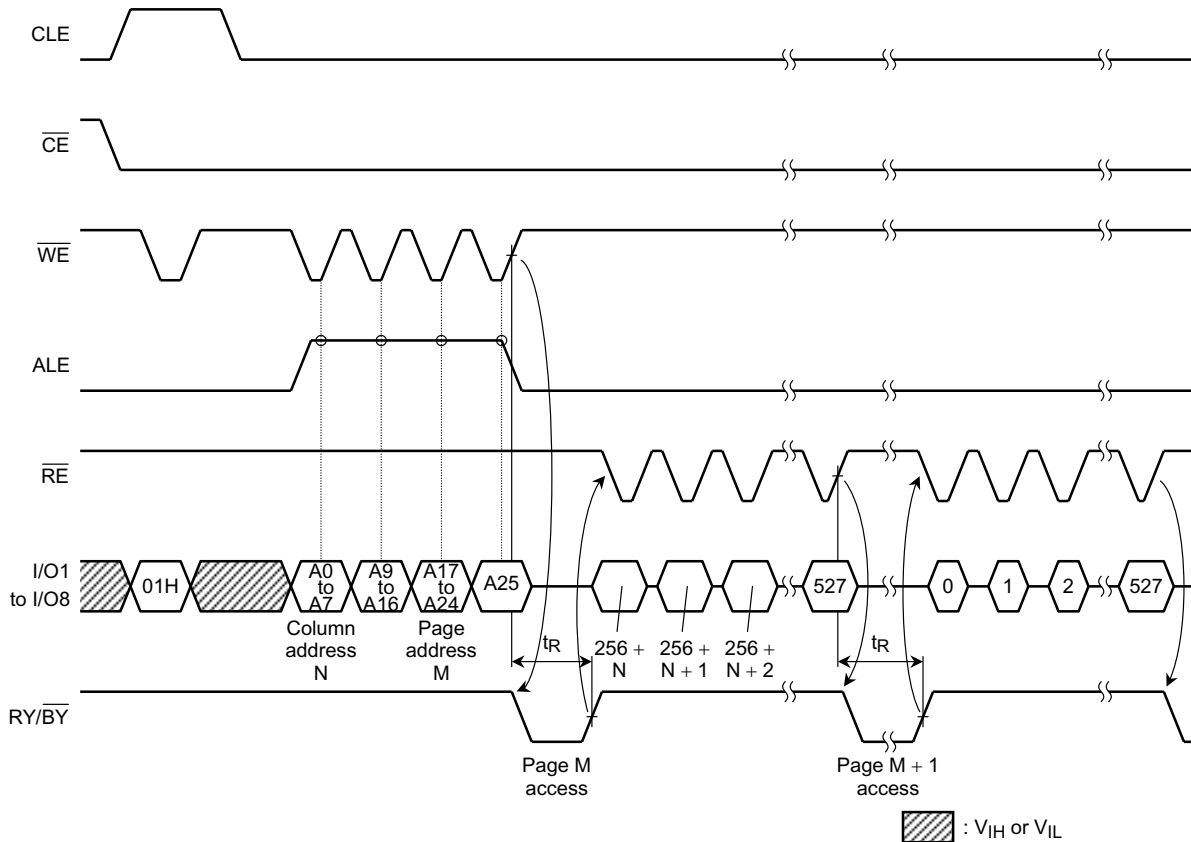 CLE
CE
WE
ALE
RE
I/O1
to I/O8
01H
A0
to
A7
A9
to
A16
A17
to
A24
A25
527
0
1
2
527
Column
address
N
Page
address
M
tR
256 +
N
256 +
N + 1
256 +
N + 2
tR
RY/BY
Page M
access
Page M + 1
access
: VIH or VIL